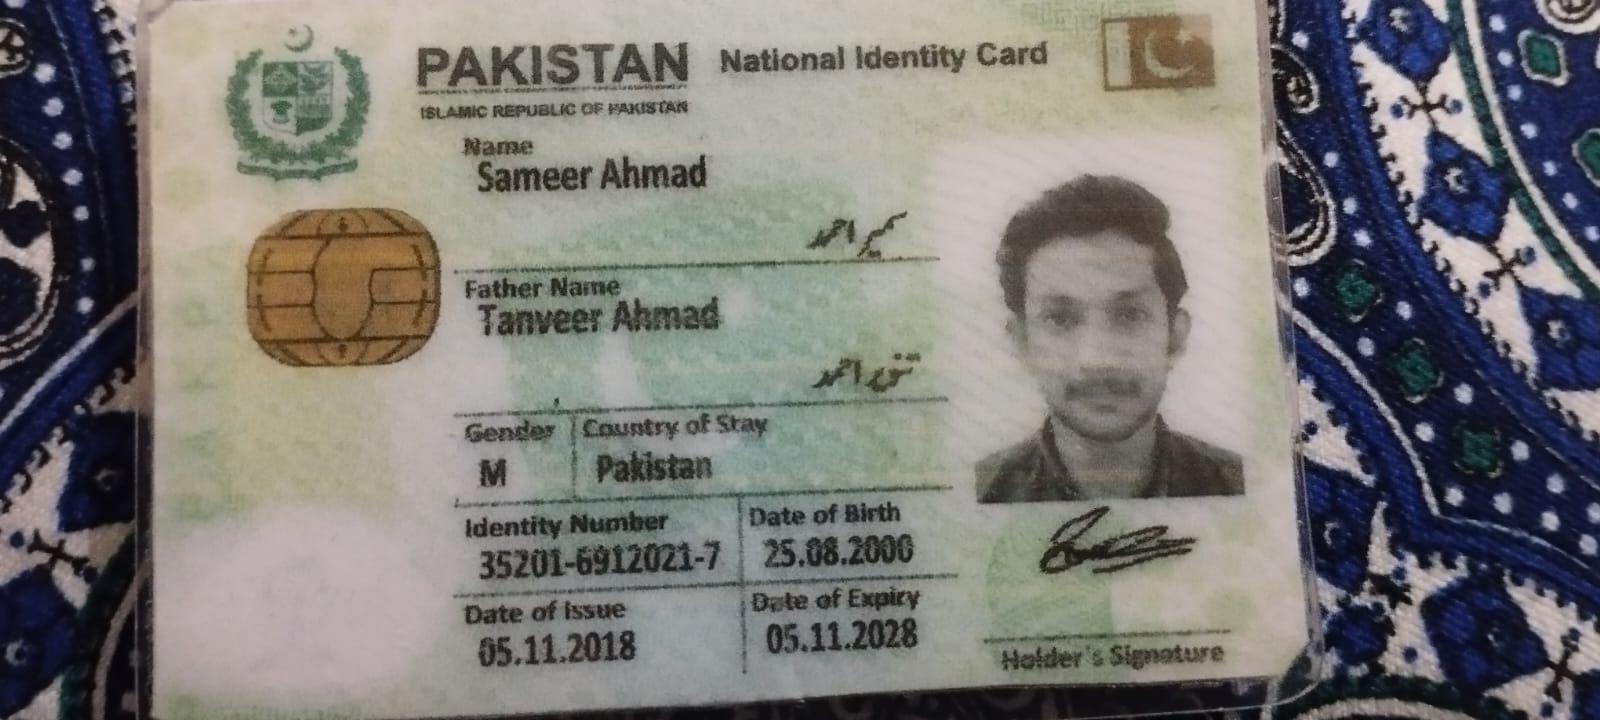 PAKISTAN National Identity Card
ISLAMIC REPUBLIC OF PAKISTAN
Name
Sameer Ahmad
سمیر احمد
Father Name
Tanveer Ahmad
تنویر احمد
Gender Country of Stay
M Pakistan
Identity Number Date of Birth
35201-6912021-7 25.08.2000
Date of Issue Date of Expiry
05.11.2018 05.11.2028
Holder's Signature